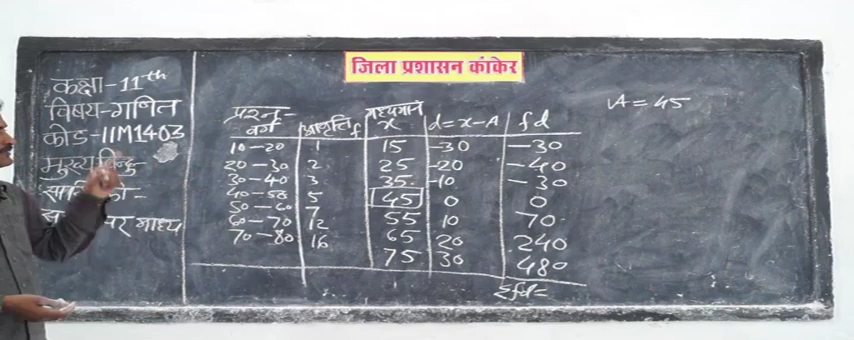 जिला प्रशासन कांकेर
कक्षा-11th
विषय-गणित
कोड-11M1403
मुख्य बिन्दु-
माध्य
A = 45
प्रश्न- वर्ग आवृत्ति f मध्यमान x d=x-A fd
10-20 1 15 -30 -30
20-30 2 25 -20 -40
30-40 3 35 -10 -30
40-50 5 45 0 0
50-60 7 55 10 70
60-70 12 65 20 240
70-80 16 75 30 480
Σfd=